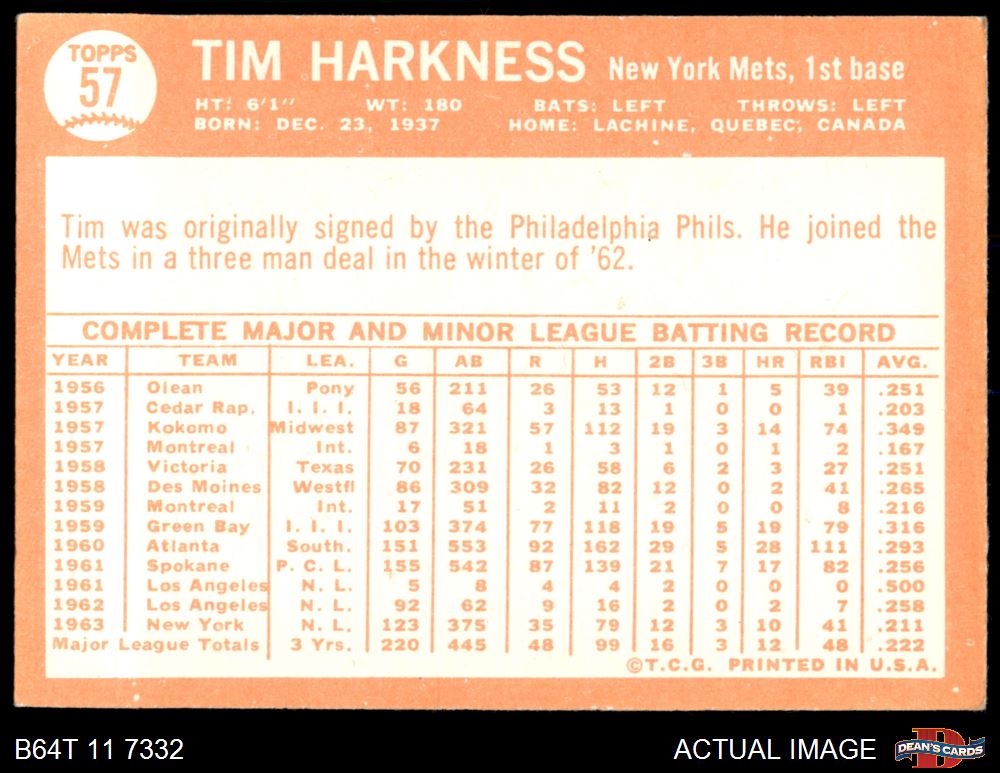 TOPPS
57
TIM HARKNESS New York Mets, 1st base
HT: 6'1" WT: 180 BATS: LEFT THROWS: LEFT
BORN: DEC. 23, 1937 HOME: LACHINE, QUEBEC, CANADA
Tim was originally signed by the Philadelphia Phils. He joined the
Mets in a three man deal in the winter of '62.
COMPLETE MAJOR AND MINOR LEAGUE BATTING RECORD
YEAR TEAM LEA. G AB R H 2B 3B HR RBI AVG.
1956 Olean Pony 56 211 26 53 12 1 5 39 .251
1957 Cedar Rap. I. I. I. 18 64 3 13 1 0 0 1 .203
1957 Kokomo Midwest 87 321 57 112 19 3 14 74 .349
1957 Montreal Int. 6 18 1 3 1 0 1 2 .167
1958 Victoria Texas 70 231 26 58 6 2 3 27 .251
1958 Des Moines Westfl 86 309 32 82 12 0 2 41 .265
1959 Montreal Int. 17 51 2 11 2 0 0 8 .216
1959 Green Bay I. I. I. 103 374 77 118 19 5 19 79 .316
1960 Atlanta South. 151 553 92 162 29 5 28 111 .293
1961 Spokane P. C. L. 155 542 87 139 21 7 17 82 .256
1961 Los Angeles N. L. 5 8 4 4 2 0 0 0 .500
1962 Los Angeles N. L. 92 62 9 16 2 0 2 7 .258
1963 New York N. L. 123 375 35 79 12 3 10 41 .211
Major League Totals 3 Yrs. 220 445 48 99 16 3 12 48 .222
©T.C.G. PRINTED IN U.S.A.
B64T 11 7332 ACTUAL IMAGE
D
DEAN'S CARDS